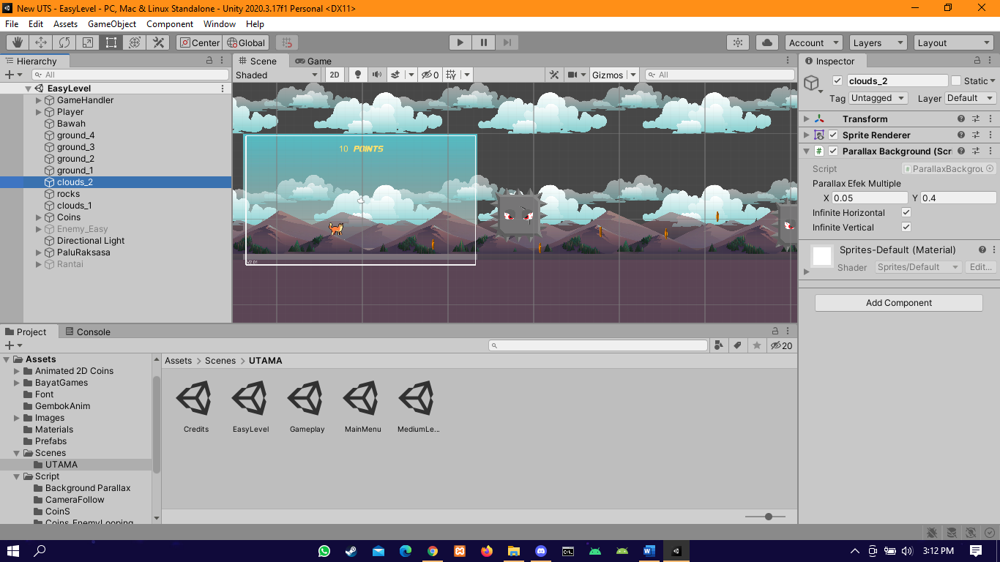 New UTS - EasyLevel - PC, Mac & Linux Standalone - Unity 2020.3.17f1 Personal <DX11>
File Edit Assets GameObject Component Window Help
Center Global Account Layers Layout
Hierarchy
All
EasyLevel
GameHandler
Player
Bawah
ground_4
ground_3
ground_2
ground_1
clouds_2
rocks
clouds_1
Coins
Enemy_Easy
Directional Light
PaluRaksasa
Rantai
Scene Game
Shaded 2D 0 Gizmos All
10 POINTS
V2.01
Inspector
clouds_2 Static
Tag Untagged Layer Default
Transform
Sprite Renderer
Parallax Background (Scri
Script ParallaxBackgrou
Parallax Efek Multiple
X 0.05 Y 0.4
Infinite Horizontal
Infinite Vertical
Sprites-Default (Material)
Shader Sprites/Default Edit...
Add Component
Project Console
20
Assets
Animated 2D Coins
BayatGames
Font
GembokAnim
Images
Materials
Prefabs
Scenes
UTAMA
Script
Background Parallax
CameraFollow
CoinS
Coins_EnemyLooping
Assets > Scenes > UTAMA
Credits EasyLevel Gameplay MainMenu MediumLe...
3:12 PM